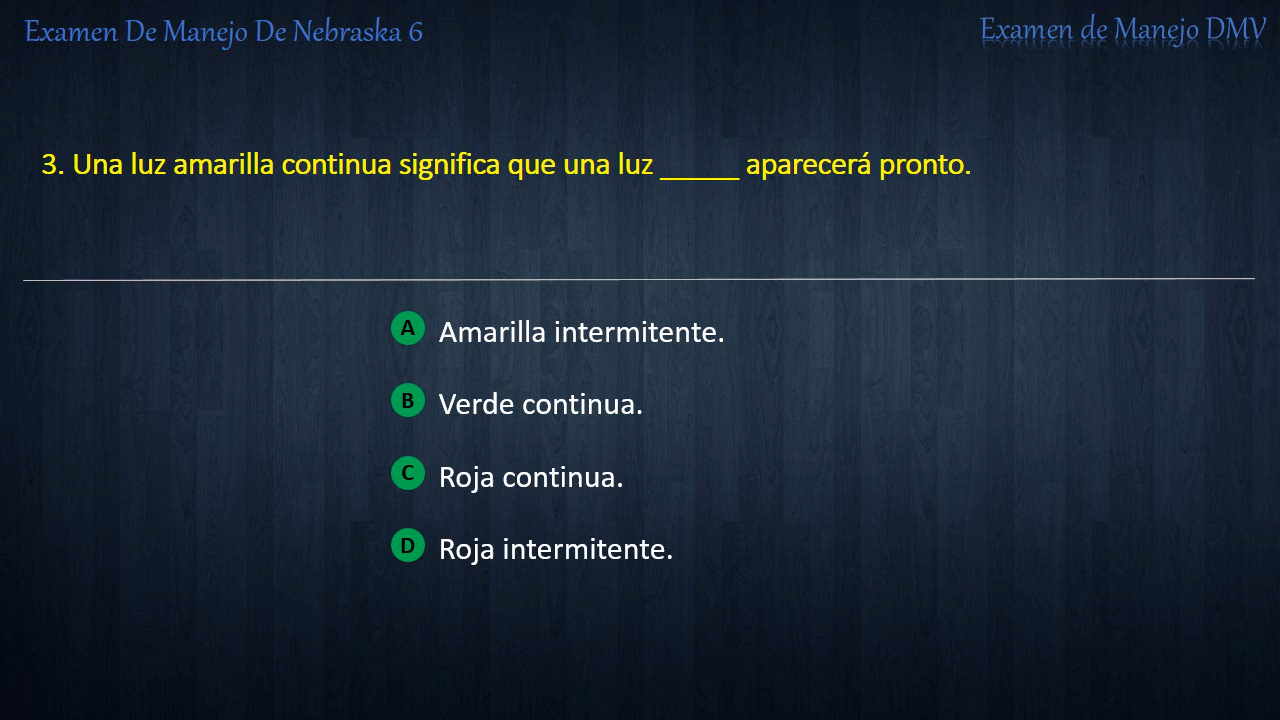 Examen De Manejo De Nebraska 6
Examen de Manejo DMV
3. Una luz amarilla continua significa que una luz _____ aparecerá pronto.
A Amarilla intermitente.
B Verde continua.
C Roja continua.
D Roja intermitente.